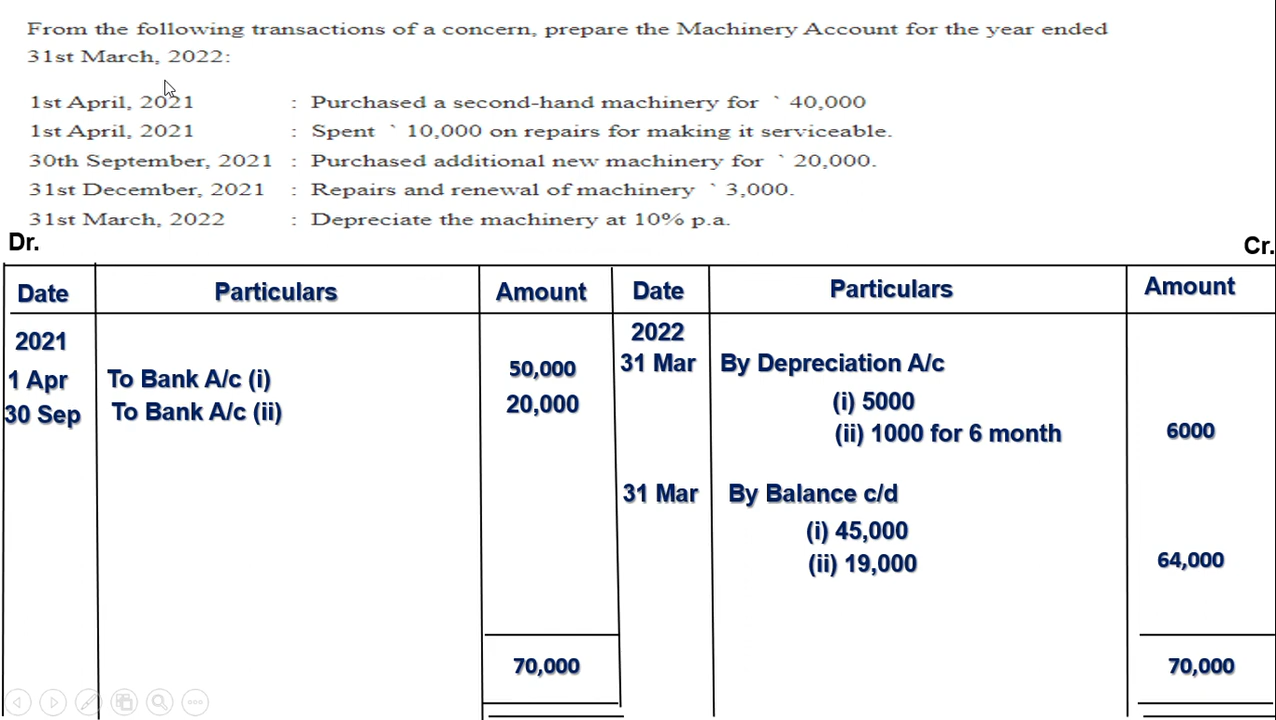 From the following transactions of a concern, prepare the Machinery Account for the year ended
31st March, 2022:
1st April, 2021 : Purchased a second-hand machinery for ` 40,000
1st April, 2021 : Spent ` 10,000 on repairs for making it serviceable.
30th September, 2021 : Purchased additional new machinery for ` 20,000.
31st December, 2021 : Repairs and renewal of machinery ` 3,000.
31st March, 2022 : Depreciate the machinery at 10% p.a.
Dr. Cr.
Date Particulars Amount Date Particulars Amount
2021 2022
31 Mar By Depreciation A/c
1 Apr To Bank A/c (i) 50,000
30 Sep To Bank A/c (ii) 20,000 (i) 5000
(ii) 1000 for 6 month 6000
31 Mar By Balance c/d
(i) 45,000
(ii) 19,000 64,000
70,000 70,000